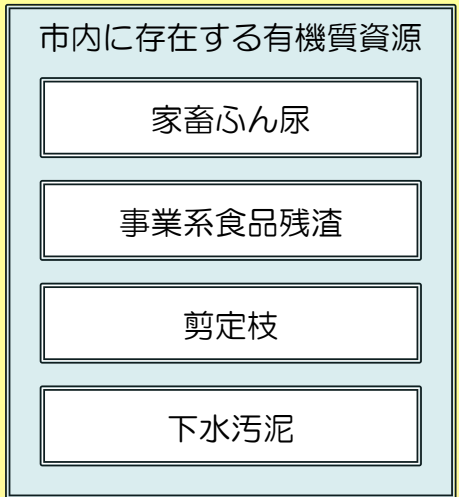 市内に存在する有機質資源
家畜ふん尿
事業系食品残渣
剪定枝
下水汚泥